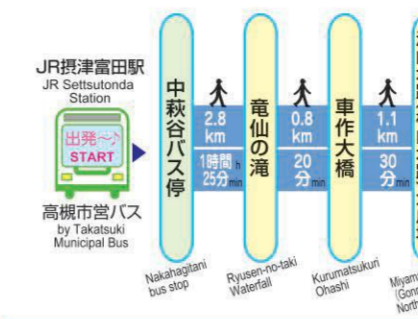 JR摂津富田駅
JR Settsutonda
Station
出発〜♪
START
高槻市営バス
by Takatsuki
Municipal Bus
中萩谷バス停
2.8
km
1時間 h
25分 min
竜仙の滝
0.8
km
20
分 min
車作大橋
1.1
km
30
分 min
Nakahagitani
bus stop
Ryusen-no-taki
Waterfall
Kurumatsukuri
Ohashi